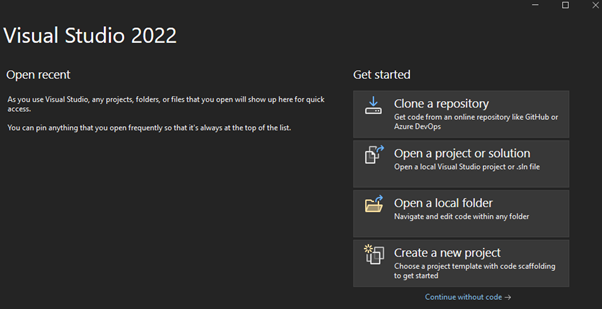 Visual Studio 2022
Open recent
As you use Visual Studio, any projects, folders, or files that you open will show up here for quick
access.
You can pin anything that you open frequently so that it's always at the top of the list.
Get started
Clone a repository
Get code from an online repository like GitHub or
Azure DevOps
Open a project or solution
Open a local Visual Studio project or .sln file
Open a local folder
Navigate and edit code within any folder
Create a new project
Choose a project template with code scaffolding
to get started
Continue without code →